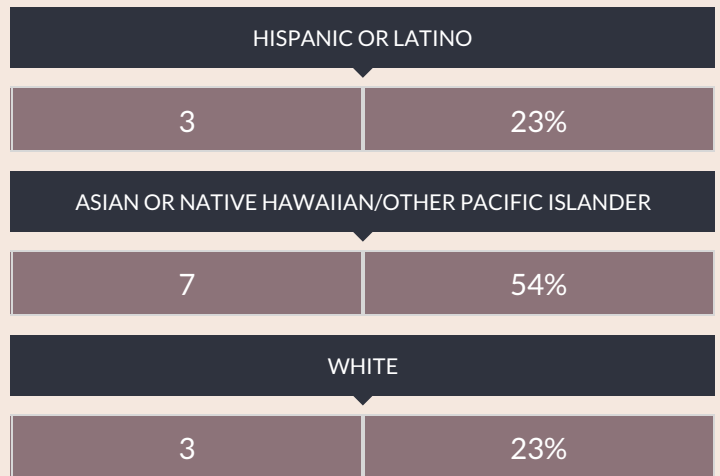 HISPANIC OR LATINO
3 23%
ASIAN OR NATIVE HAWAIIAN/OTHER PACIFIC ISLANDER
7 54%
WHITE
3 23%